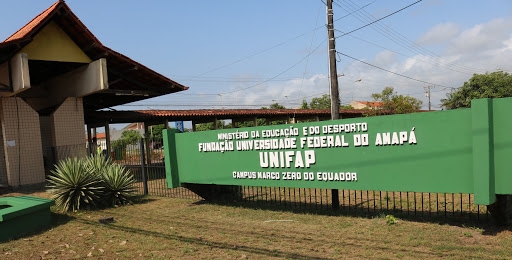 MINISTÉRIO DA EDUCAÇÃO E DO DESPORTO
FUNDAÇÃO UNIVERSIDADE FEDERAL DO AMAPÁ
UNIFAP
CAMPUS MARCO ZERO DO EQUADOR